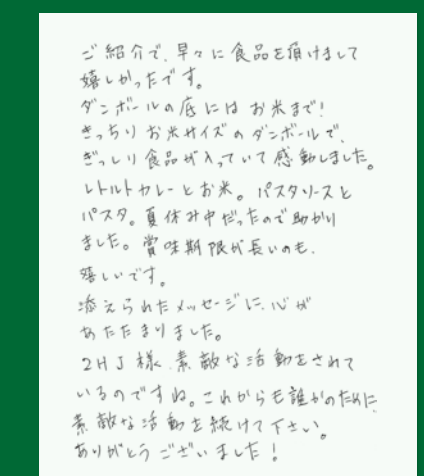 ご紹介で、早々に食品を頂けまして
嬉しかったです。
ダンボールの底にはお米まで!
きっちりお米サイズのダンボールで、
ぎっしり食品が入っていて感動しました。
レトルトカレーとお米。パスタソースと
パスタ。夏休み中だったので助かり
ました。賞味期限が長いのも、
嬉しいです。
添えられたメッセージに、心が
あたたまりました。
2HJ様、素敵な活動をされて
いるのですね。これからも誰かのために
素敵な活動を続けて下さい。
ありがとうございました!